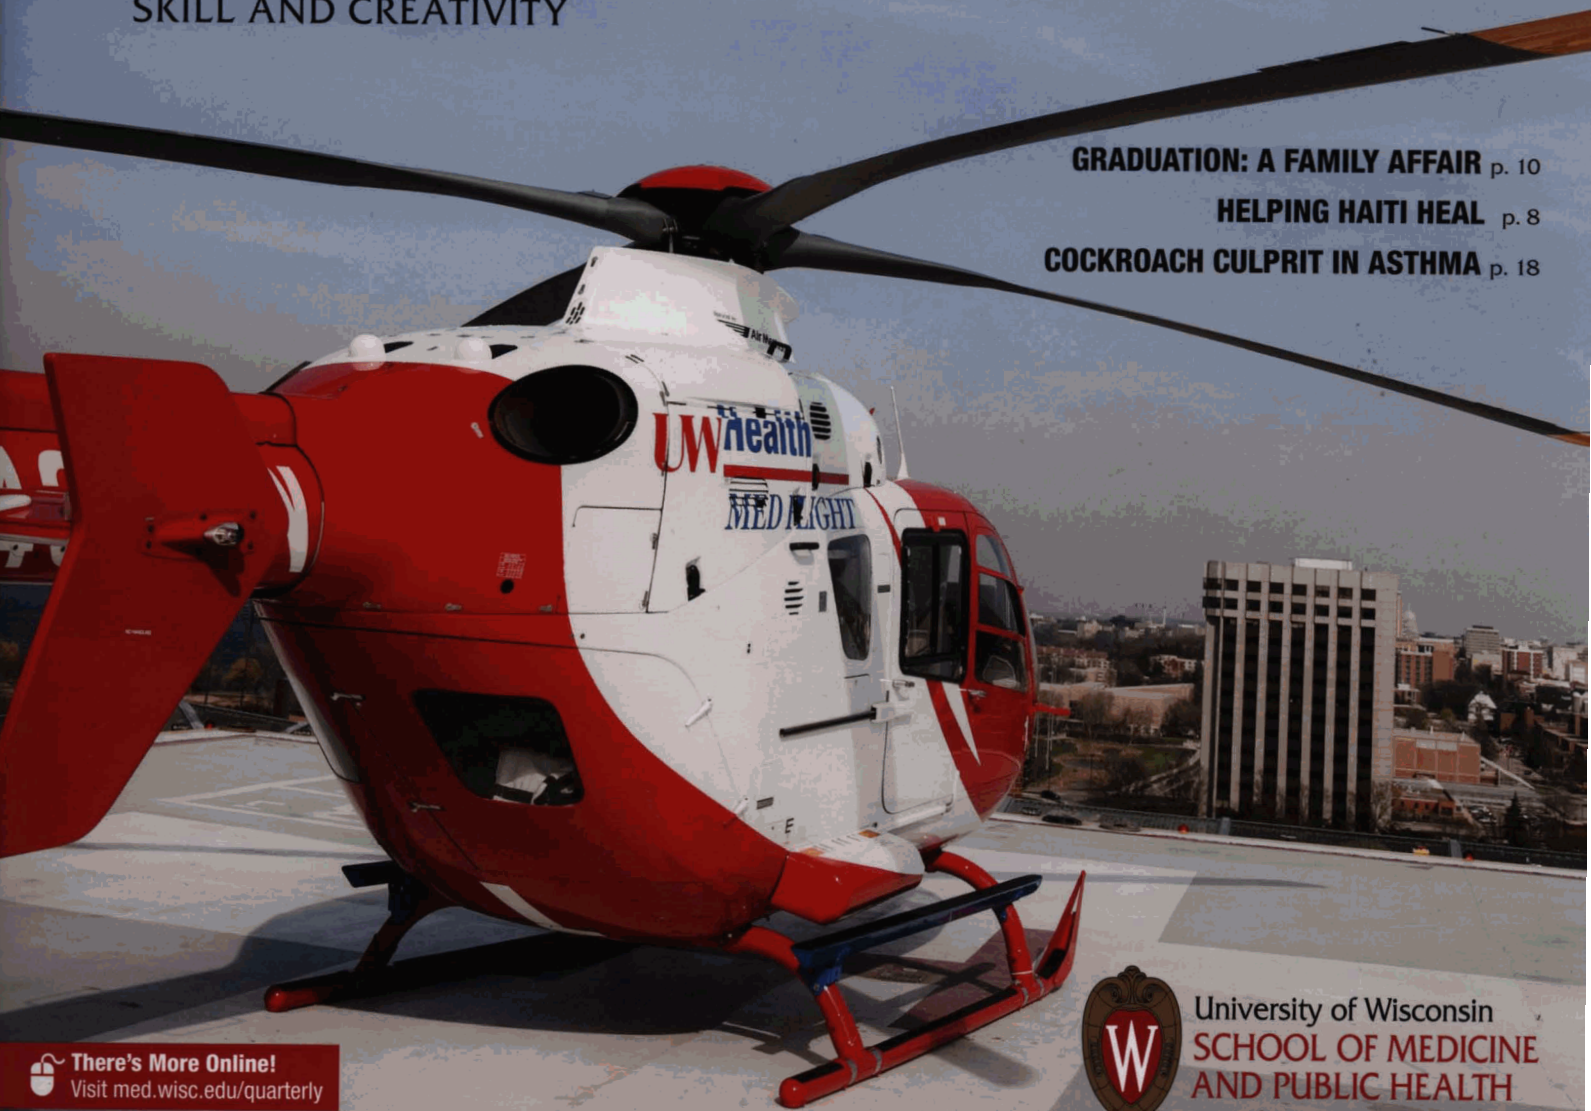 SKILL AND CREATIVITY
GRADUATION: A FAMILY AFFAIR p. 10
HELPING HAITI HEAL p. 8
COCKROACH CULPRIT IN ASTHMA p. 18
UW Health
MED FLIGHT
E
W
University of Wisconsin
SCHOOL OF MEDICINE
AND PUBLIC HEALTH
There's More Online!
Visit med.wisc.edu/quarterly